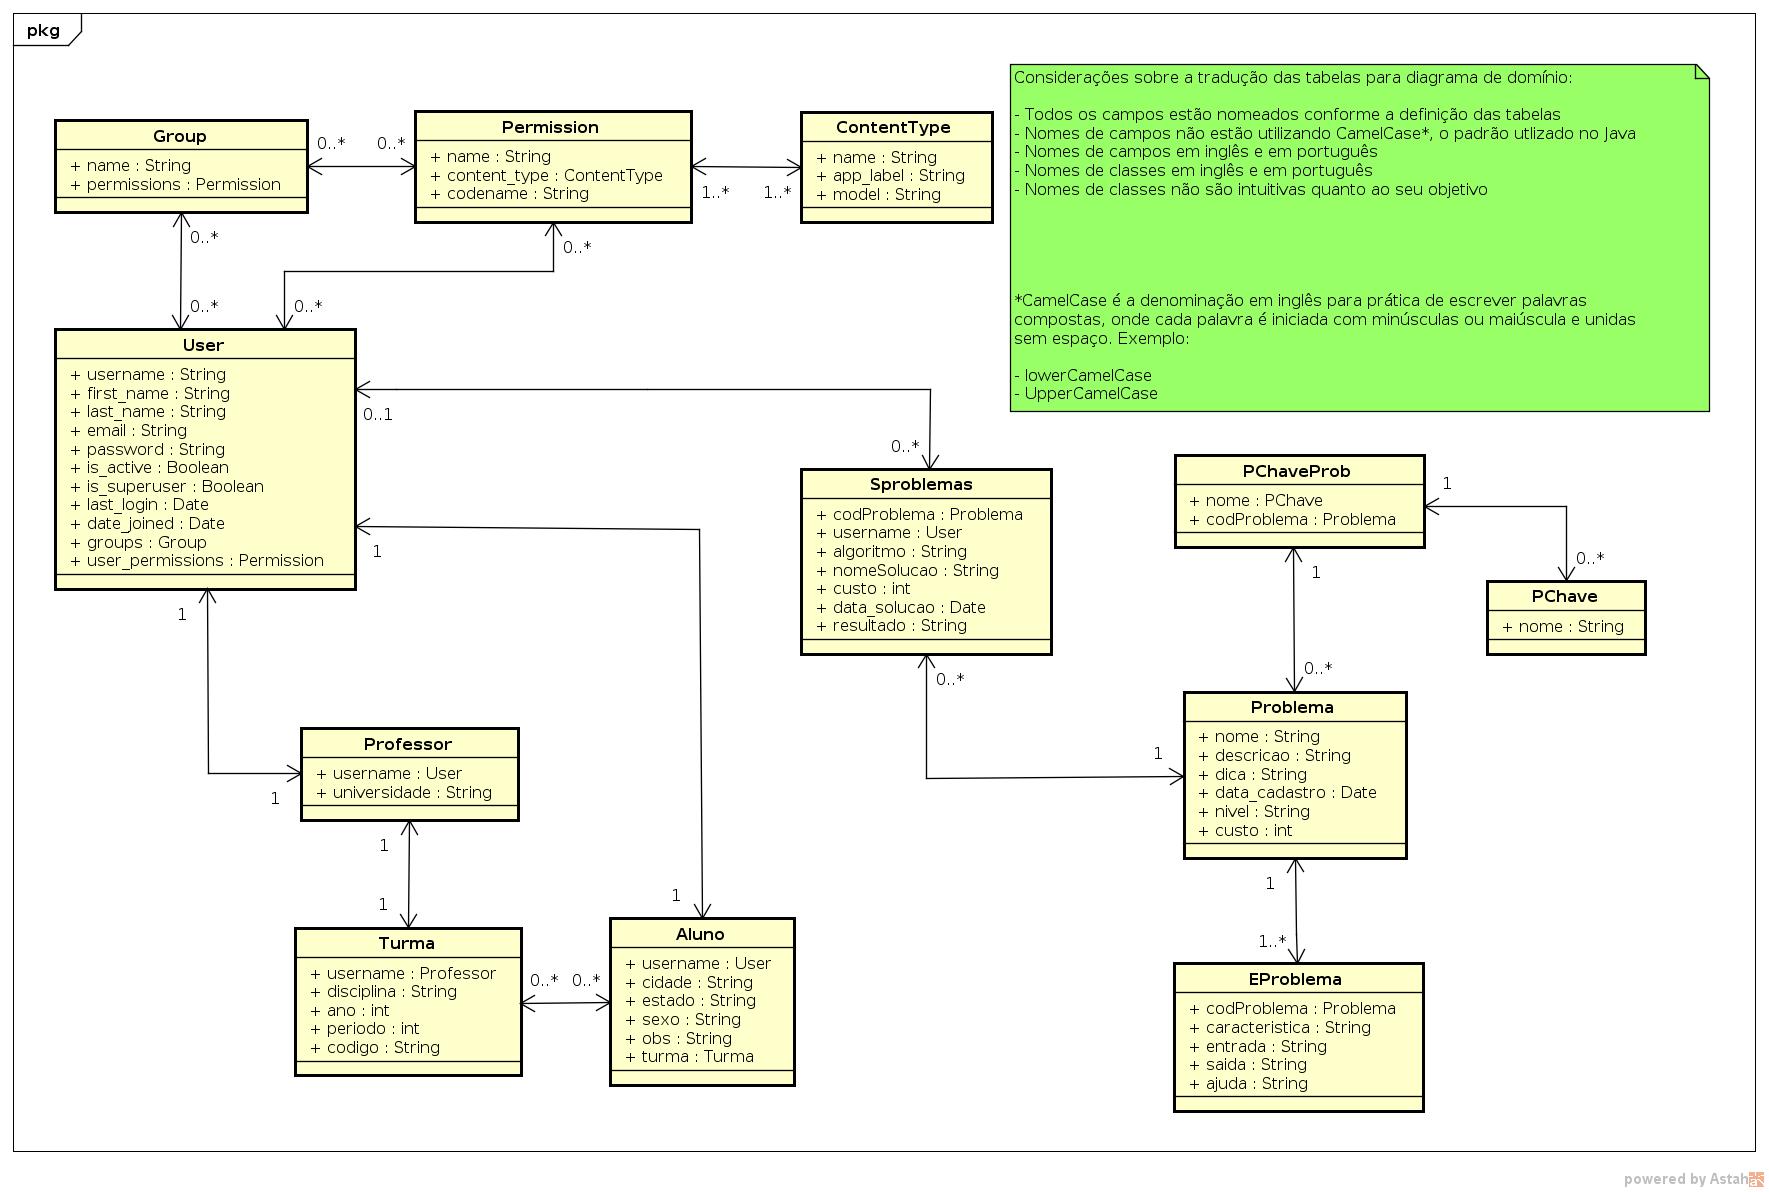 pkg
Group
+ name : String
+ permissions : Permission
0..*
0..*
Permission
+ name : String
+ content_type : ContentType
+ codename : String
1..*
1..*
ContentType
+ name : String
+ app_label : String
+ model : String
Considerações sobre a tradução das tabelas para diagrama de domínio:
- Todos os campos estão nomeados conforme a definição das tabelas
- Nomes de campos não estão utilizando CamelCase*, o padrão utlizado no Java
- Nomes de campos em inglês e em português
- Nomes de classes em inglês e em português
- Nomes de classes não são intuitivas quanto ao seu objetivo
*CamelCase é a denominação em inglês para prática de escrever palavras
compostas, onde cada palavra é iniciada com minúsculas ou maiúscula e unidas
sem espaço. Exemplo:
- lowerCamelCase
- UpperCamelCase
0..*
0..*
0..*
0..*
User
+ username : String
+ first_name : String
+ last_name : String
+ email : String
+ password : String
+ is_active : Boolean
+ is_superuser : Boolean
+ last_login : Date
+ date_joined : Date
+ groups : Group
+ user_permissions : Permission
0..1
0..*
1
1
Sproblemas
+ codProblema : Problema
+ username : User
+ algoritmo : String
+ nomeSolucao : String
+ custo : int
+ data_solucao : Date
+ resultado : String
0..*
1
PChaveProb
+ nome : PChave
+ codProblema : Problema
1
0..*
PChave
+ nome : String
1
0..*
Problema
+ nome : String
+ descricao : String
+ dica : String
+ data_cadastro : Date
+ nivel : String
+ custo : int
1
1..*
EProblema
+ codProblema : Problema
+ caracteristica : String
+ entrada : String
+ saida : String
+ ajuda : String
1
Professor
+ username : User
+ universidade : String
1
1
Turma
+ username : Professor
+ disciplina : String
+ ano : int
+ periodo : int
+ codigo : String
0..*
0..*
1
Aluno
+ username : User
+ cidade : String
+ estado : String
+ sexo : String
+ obs : String
+ turma : Turma
powered by Astah